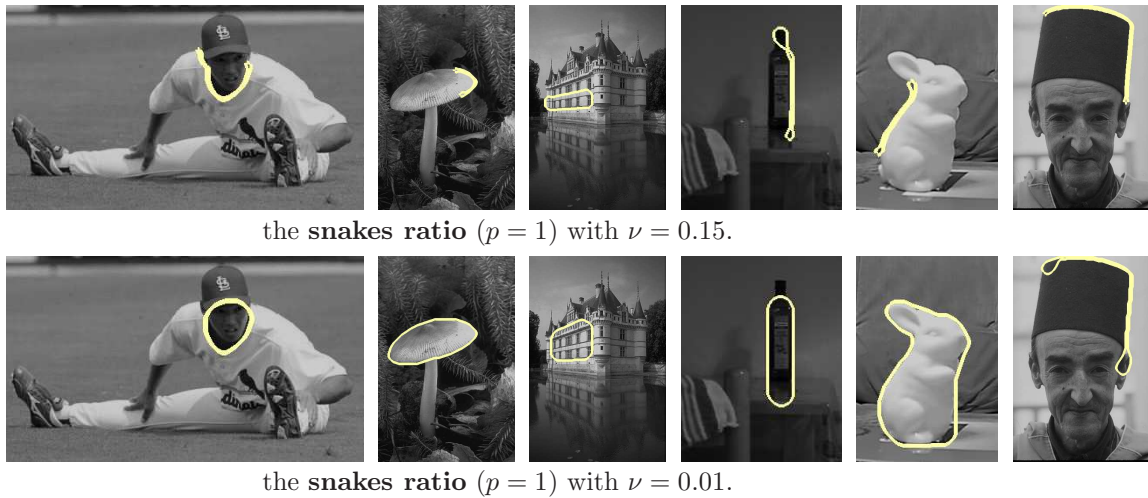 the snakes ratio (p = 1) with ν = 0.15.
the snakes ratio (p = 1) with ν = 0.01.